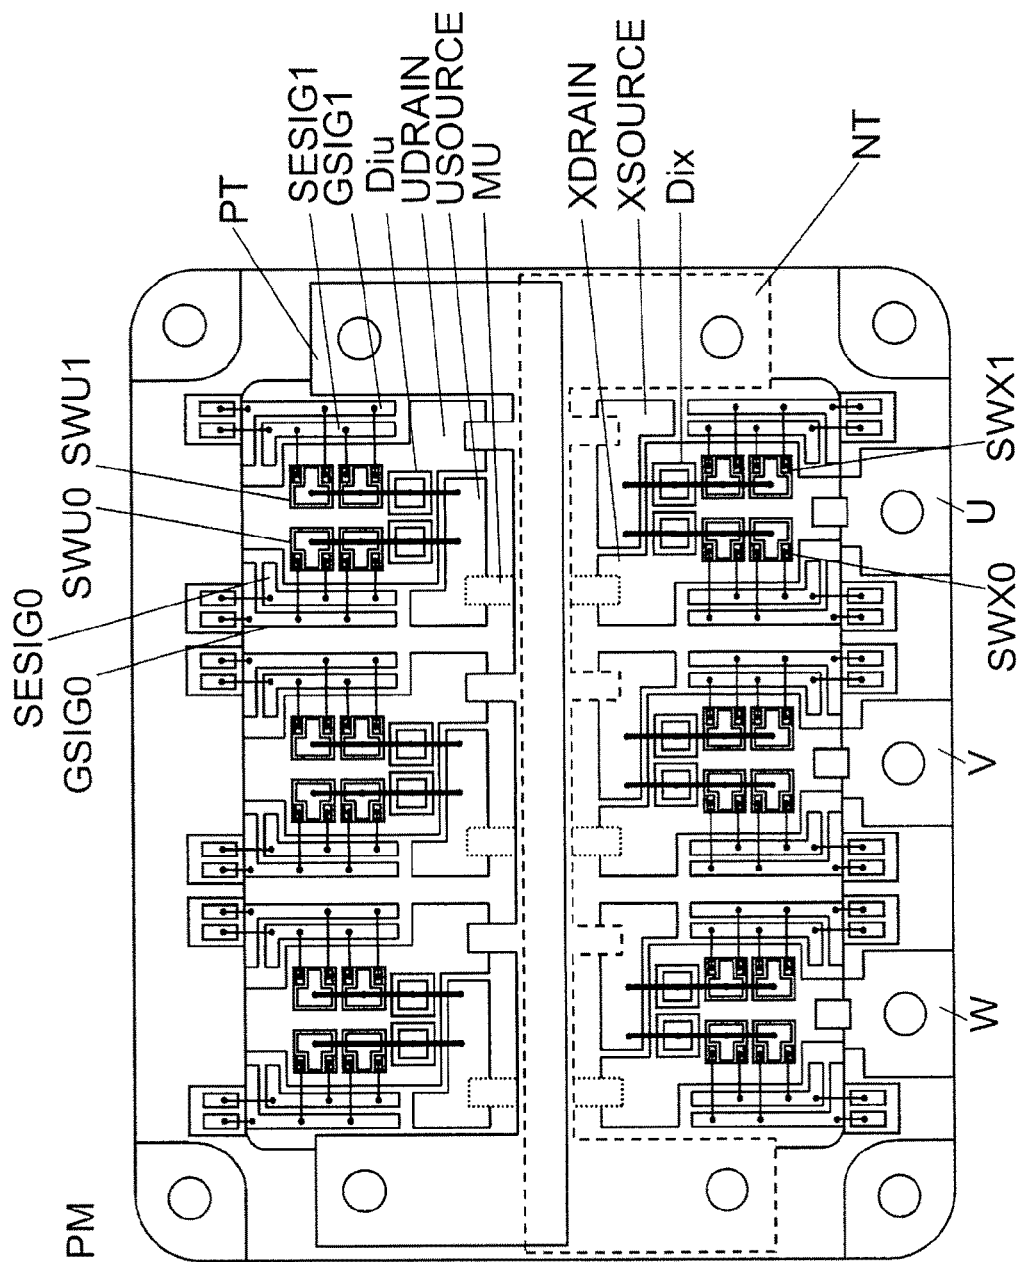 PM
SESIG0
GSIG0
SWU0
SWU1
PT
SESIG1
GSIG1
Diu
UDRAIN
USOURCE
MU
XDRAIN
XSOURCE
Dix
NT
W
V
U
SWX0
SWX1